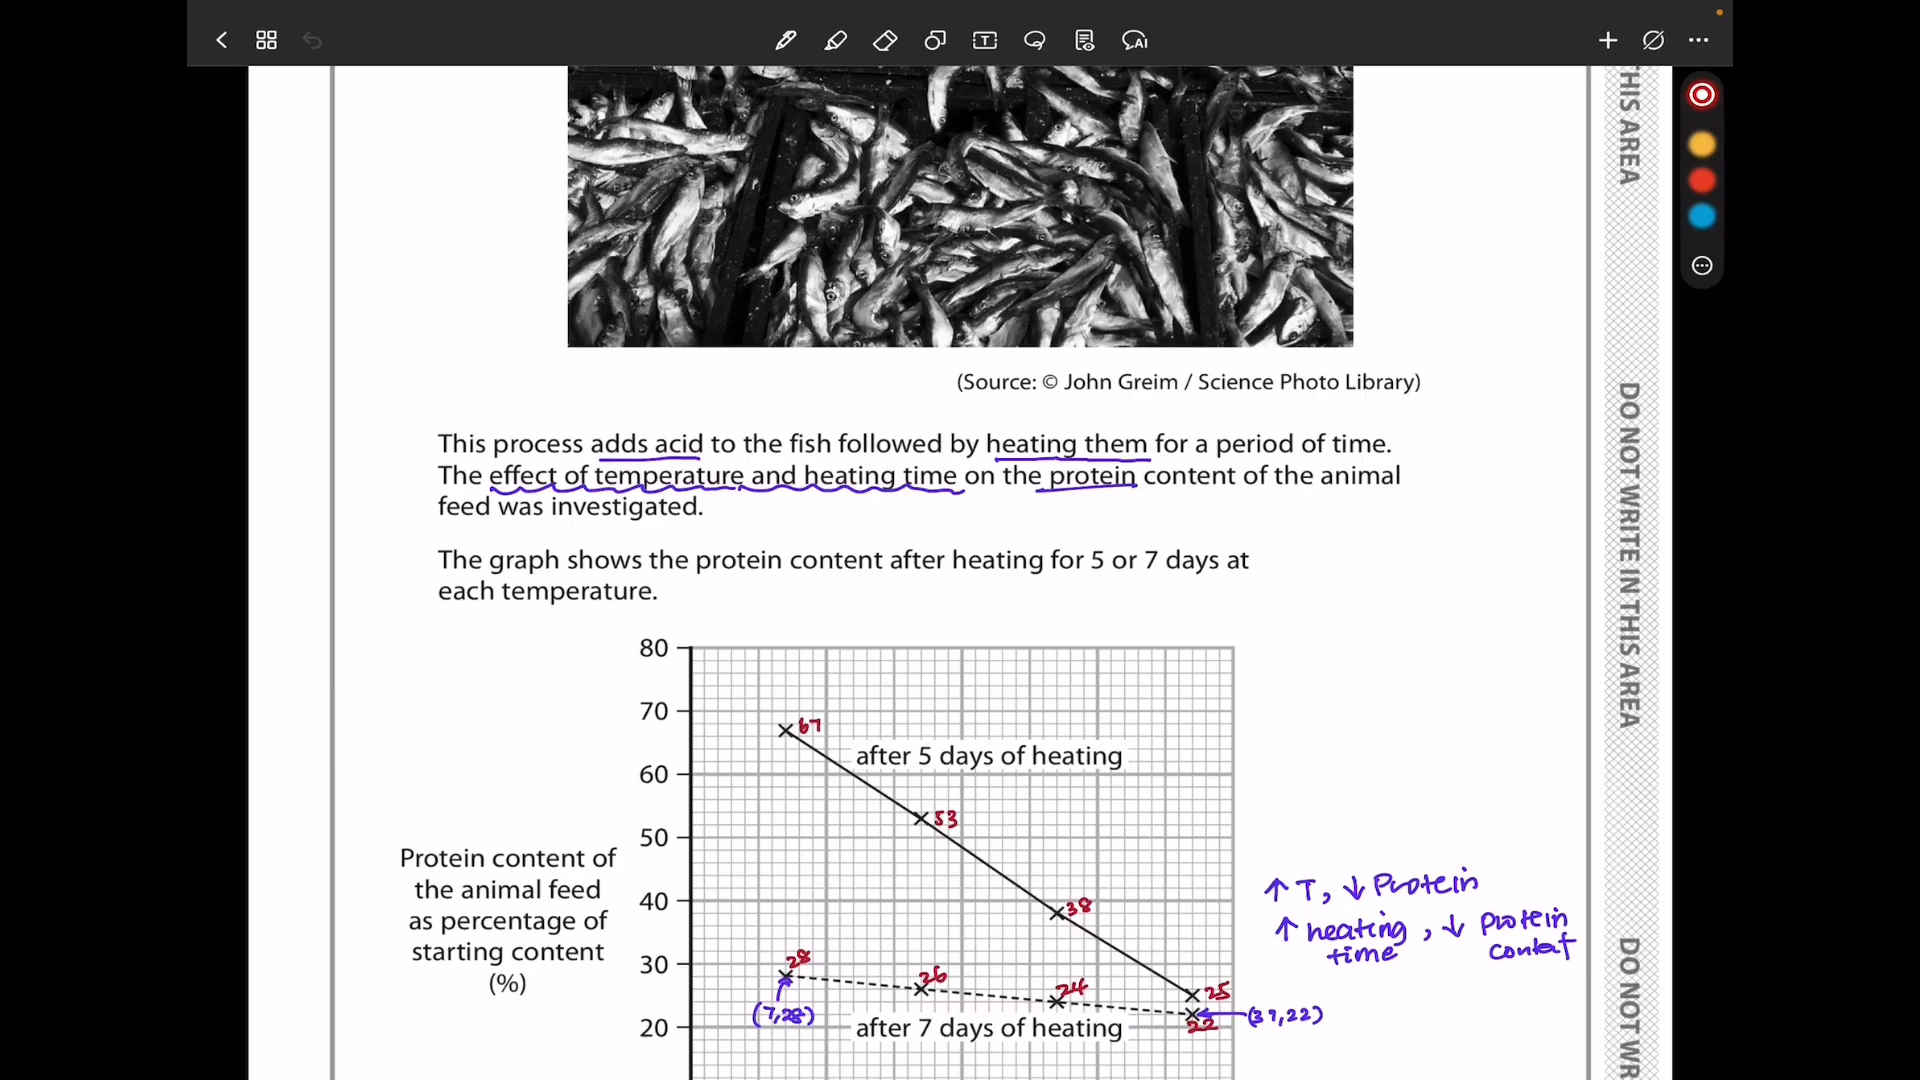 AI
HIS AREA
(Source: © John Greim / Science Photo Library)
This process adds acid to the fish followed by heating them for a period of time.
The effect of temperature and heating time on the protein content of the animal
feed was investigated.
The graph shows the protein content after heating for 5 or 7 days at
each temperature.
DO NOT WRITE IN THIS AREA
80
70
60
50
40
30
20
67
after 5 days of heating
53
38
25
28
26
24
22
(7,28)
after 7 days of heating
(37,22)
Protein content of
the animal feed
as percentage of
starting content
(%)
↑ T, ↓ Protein
↑ heating time, ↓ protein
content
DO NOT WR